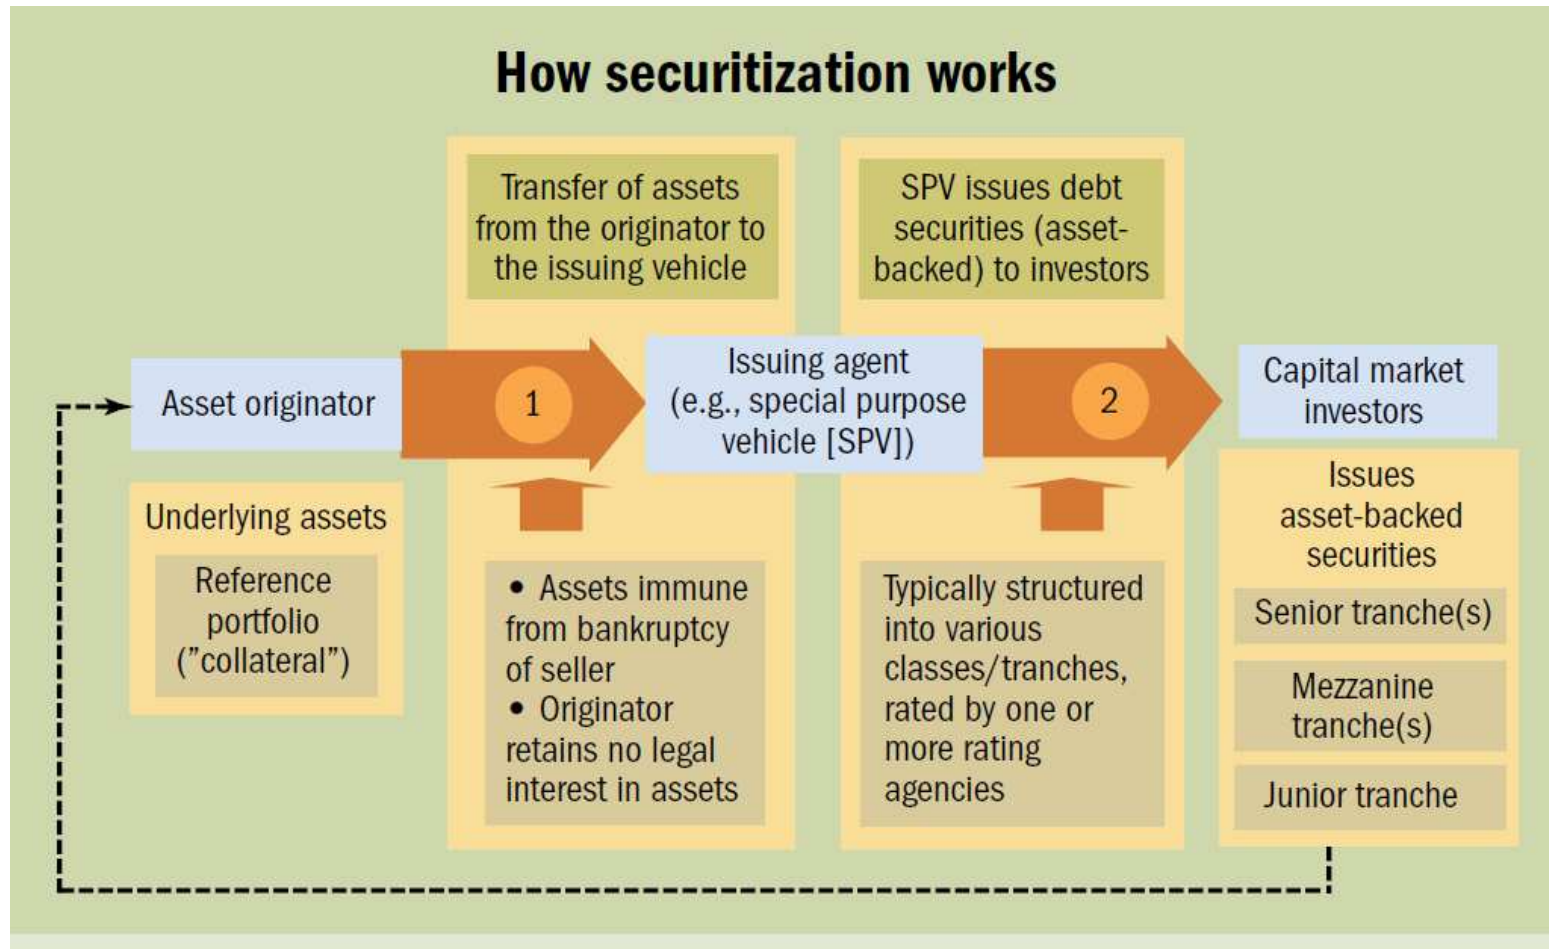 How securitization works
Transfer of assets
from the originator to
the issuing vehicle
SPV issues debt
securities (asset-
backed) to investors
Asset originator
1
Issuing agent
(e.g., special purpose
vehicle [SPV])
2
Capital market
investors
Underlying assets
Reference
portfolio
("collateral”)
• Assets immune
from bankruptcy
of seller
• Originator
retains no legal
interest in assets
Typically structured
into various
classes/tranches,
rated by one or
more rating
agencies
Issues
asset-backed
securities
Senior tranche(s)
Mezzanine
tranche(s)
Junior tranche